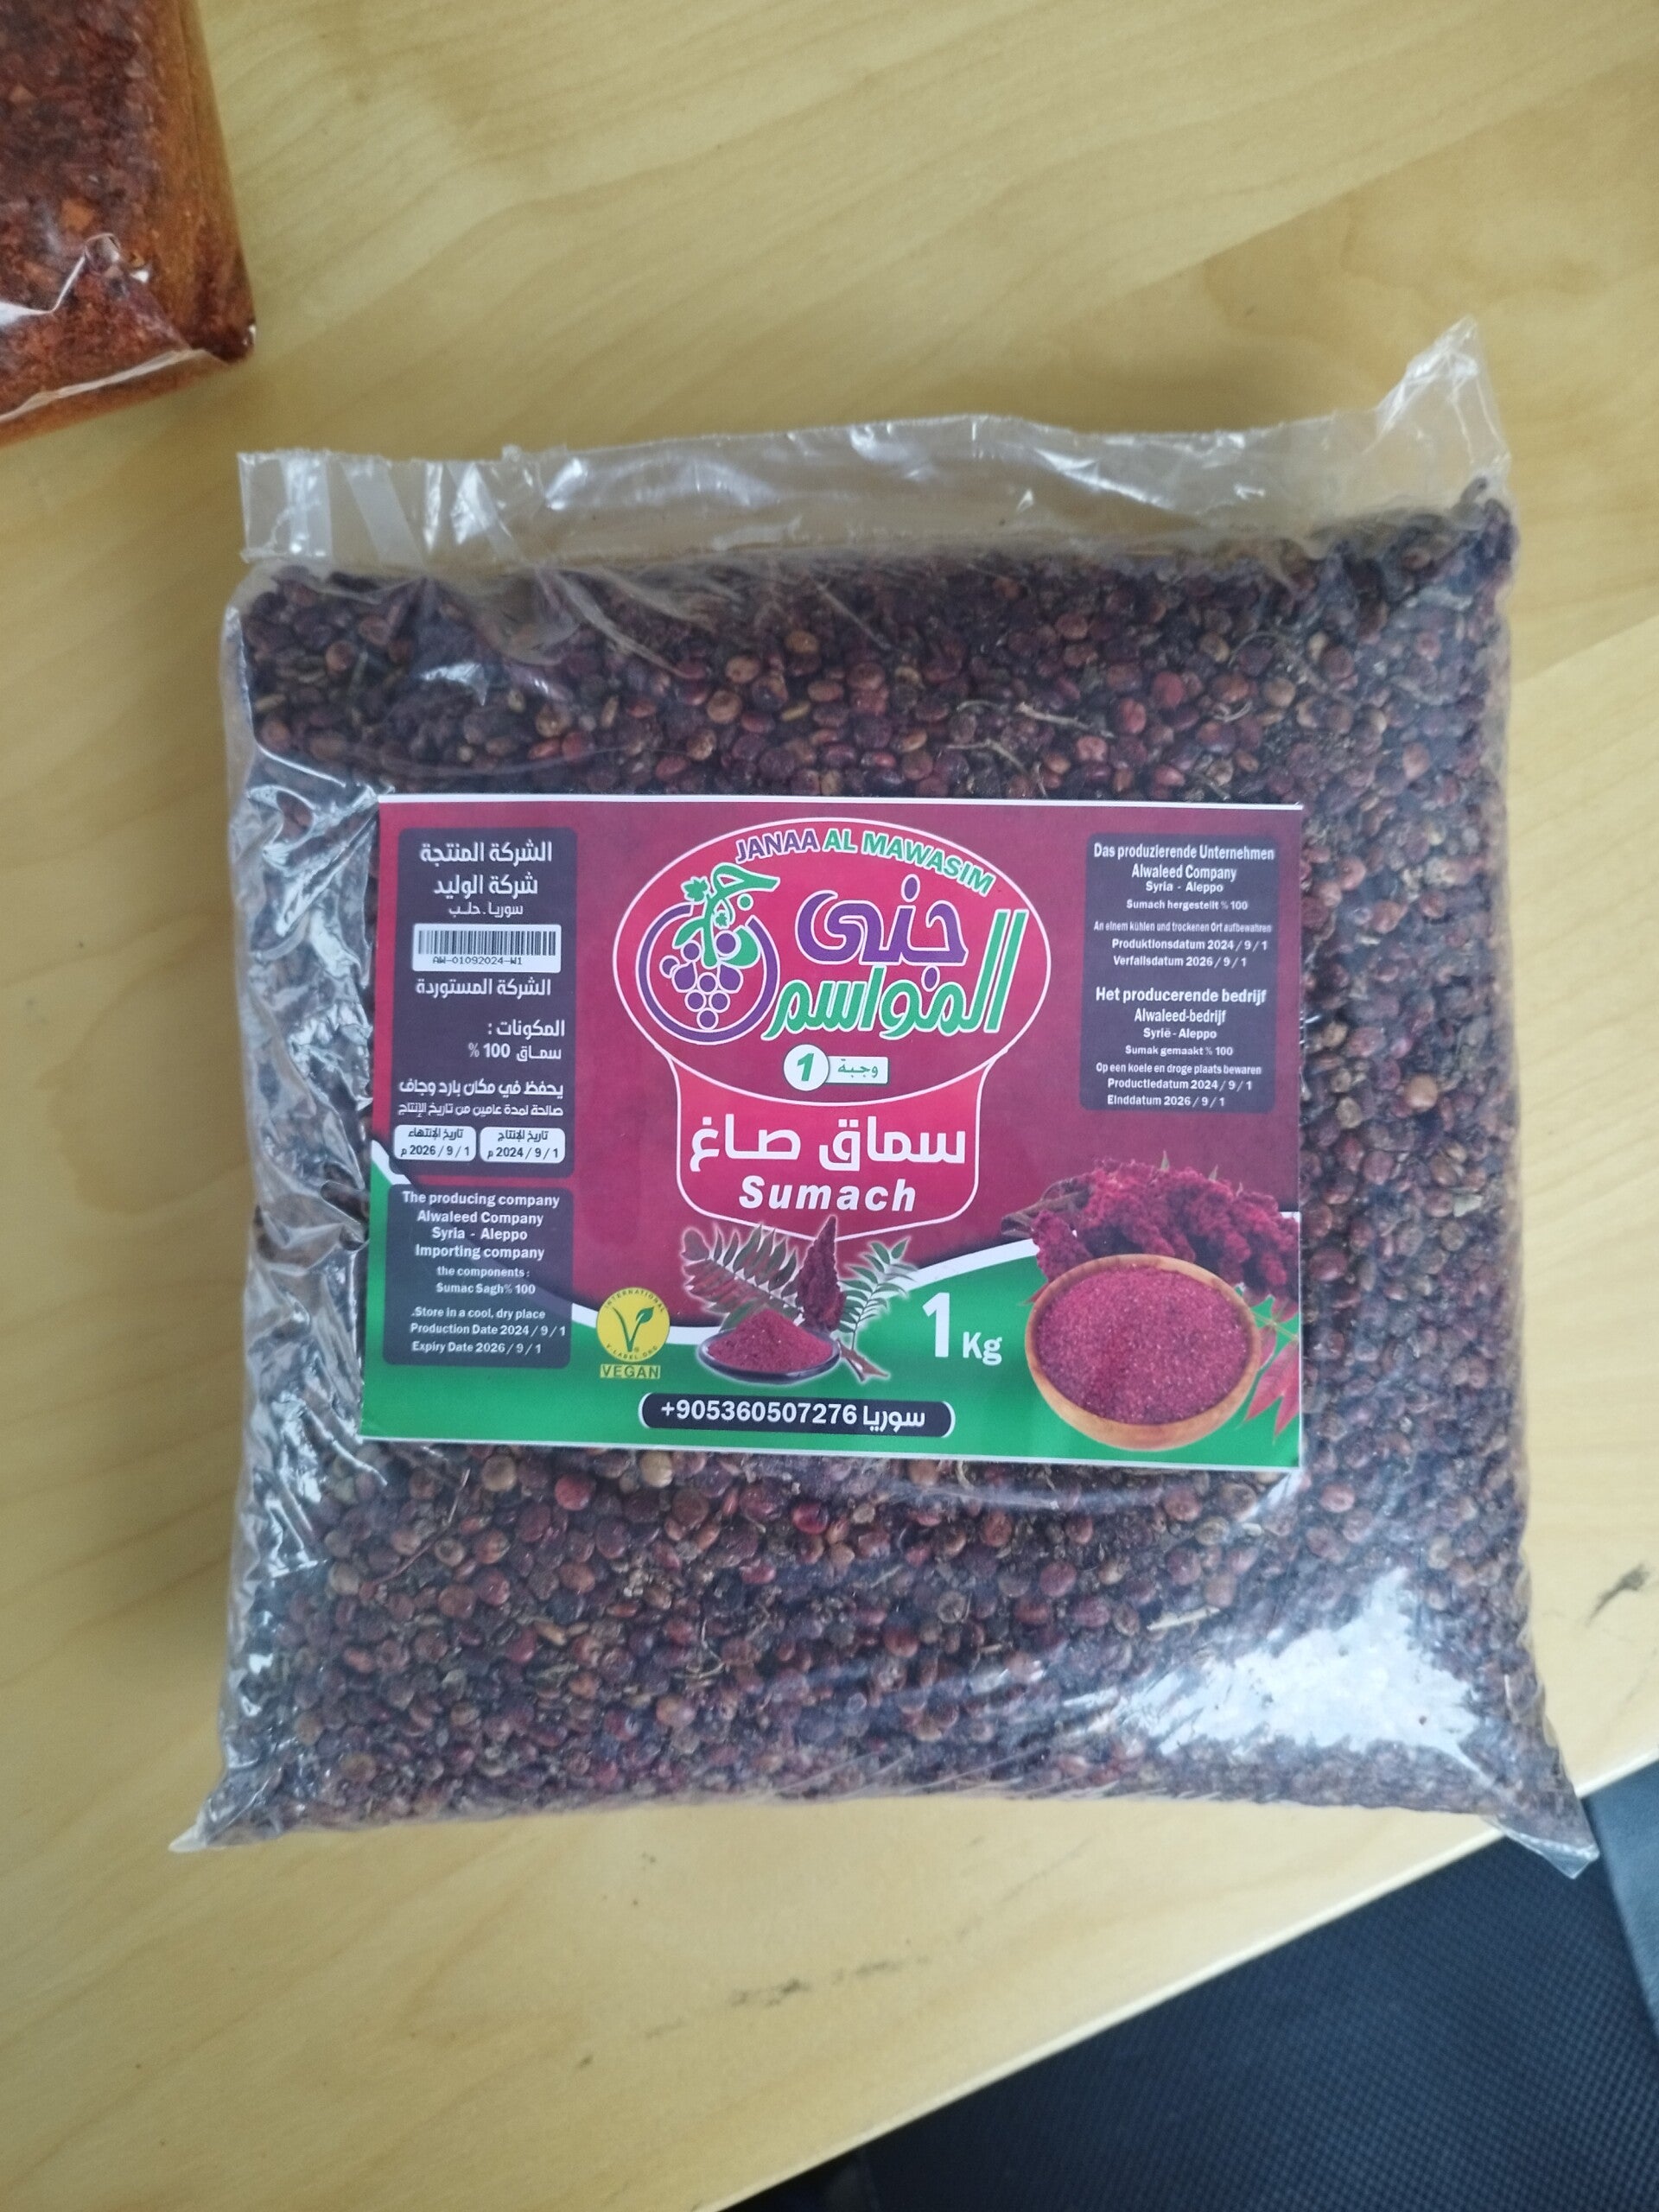 JANAA AL MAWASIM
جنى
المواسم
1 وجبة
سماق صاغ
Sumach
الشركة المنتجة
شركة الوليد
سوريا . حلب
AW-01092024-W1
الشركة المستوردة
المكونات :
سماق 100 %
يحفظ في مكان بارد وجاف
صالحة لمدة عامين من تاريخ الإنتاج
تاريخ الإنتاج
1 / 9 / 2024 م
تاريخ الإنتهاء
1 / 9 / 2026 م
The producing company
Alwaleed Company
Syria - Aleppo
Importing company
the components :
Sumac Sagh% 100
.Store in a cool, dry place
Production Date 2024 / 9 / 1
Expiry Date 2026 / 9 / 1
Das produzierende Unternehmen
Alwaleed Company
Syria - Aleppo
Sumach hergestellt % 100
An einem kühlen und trockenen Ort aufbewahren
Produktionsdatum 2024 / 9 / 1
Verfallsdatum 2026 / 9 / 1
Het producerende bedrijf
Alwaleed-bedrijf
Syrië - Aleppo
Sumak gemaakt % 100
Op een koele en droge plaats bewaren
Productiedatum 2024 / 9 / 1
Einddatum 2026 / 9 / 1
INTERNATIONAL
V-LABEL.ORG
VEGAN
1 Kg
سوريا +905360507276